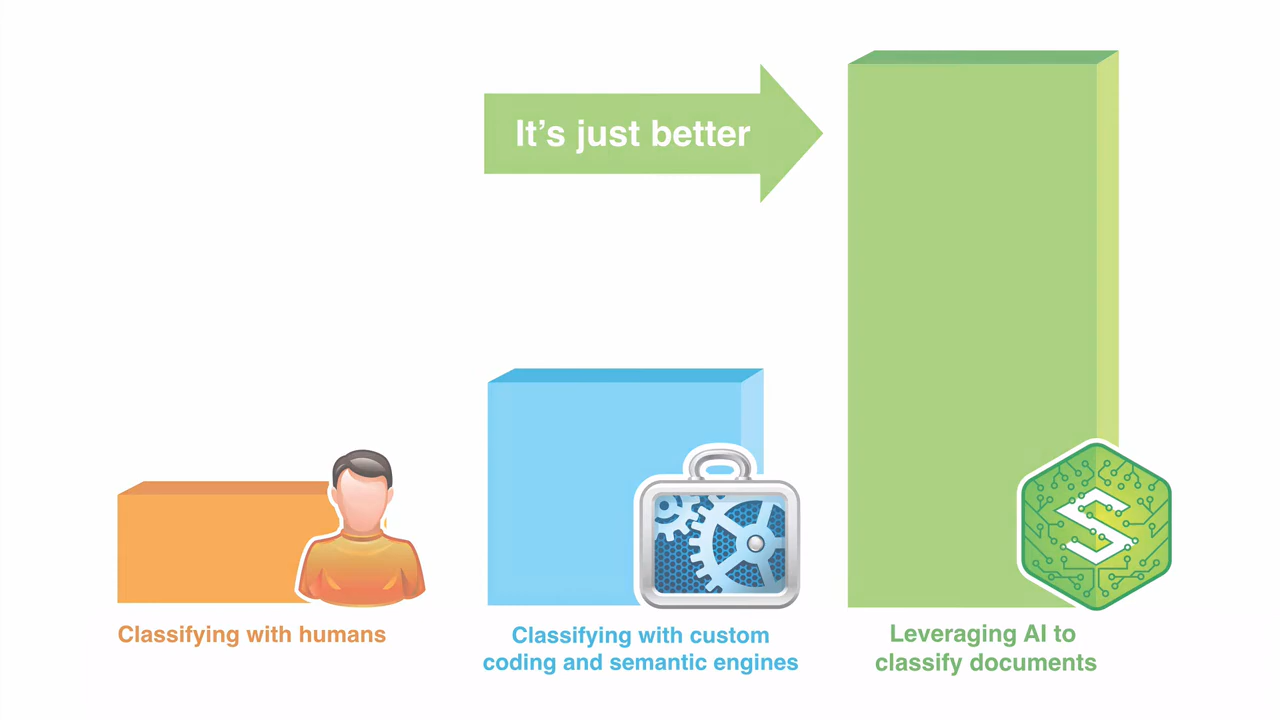 It’s just better
Classifying with humans
Classifying with custom
coding and semantic engines
Leveraging AI to
classify documents
S